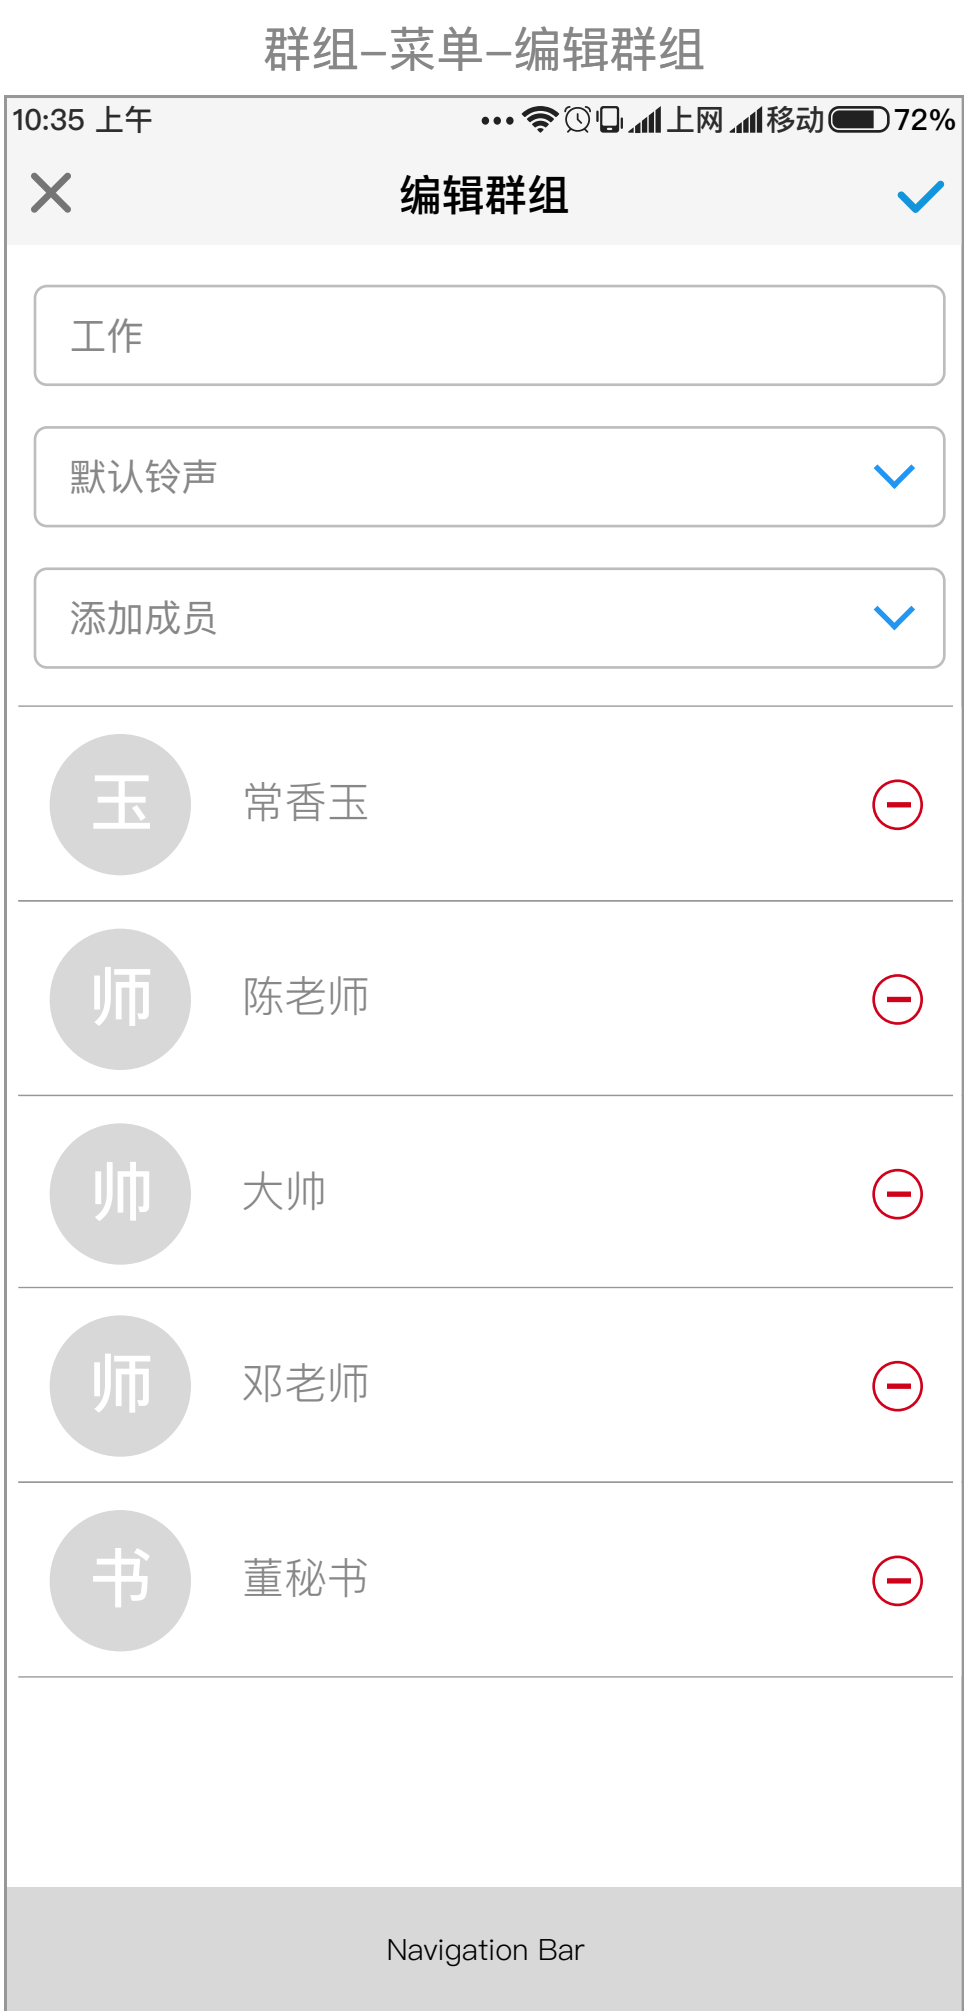 群组–菜单–编辑群组
10:35 上午 上网 移动 72%
编辑群组
工作
默认铃声
添加成员
玉 常香玉
师 陈老师
帅 大帅
师 邓老师
书 董秘书
Navigation Bar